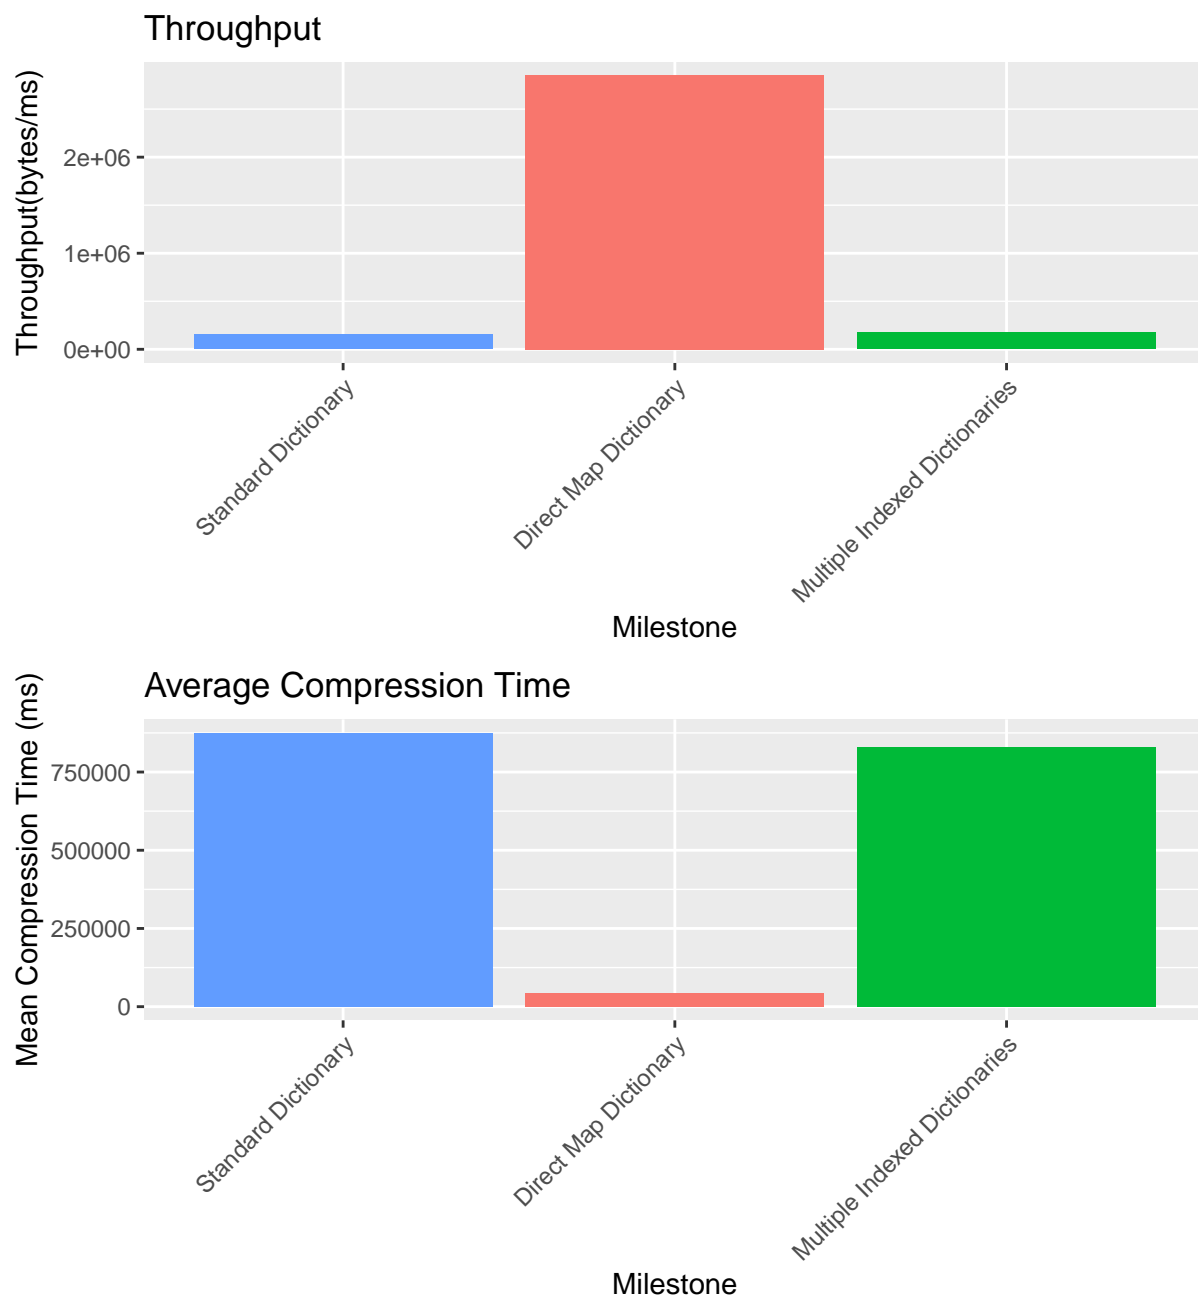 Throughput
Throughput(bytes/ms)
2e+06
1e+06
0e+00
Standard Dictionary
Direct Map Dictionary
Multiple Indexed Dictionaries
Milestone
Average Compression Time
Mean Compression Time (ms)
750000
500000
250000
0
Standard Dictionary
Direct Map Dictionary
Multiple Indexed Dictionaries
Milestone